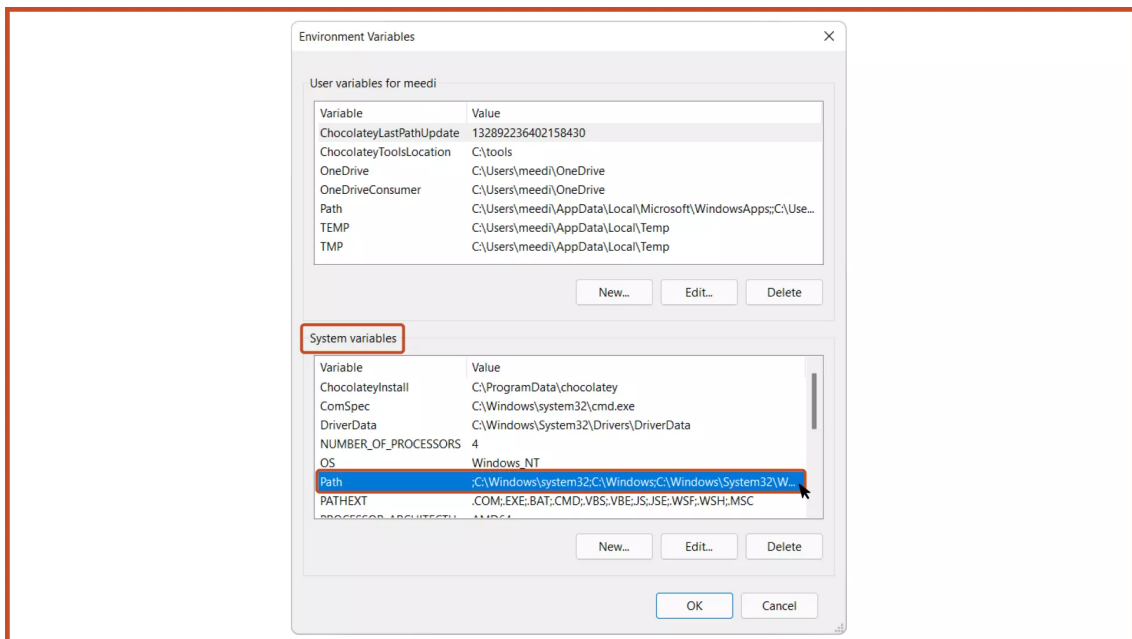 Environment Variables
User variables for meedi
Variable Value
ChocolateyLastPathUpdate 132892236402158430
ChocolateyToolsLocation C:\tools
OneDrive C:\Users\meedi\OneDrive
OneDriveConsumer C:\Users\meedi\OneDrive
Path C:\Users\meedi\AppData\Local\Microsoft\WindowsApps;;C:\Use...
TEMP C:\Users\meedi\AppData\Local\Temp
TMP C:\Users\meedi\AppData\Local\Temp
New... Edit... Delete
System variables
Variable Value
ChocolateyInstall C:\ProgramData\chocolatey
ComSpec C:\Windows\system32\cmd.exe
DriverData C:\Windows\System32\Drivers\DriverData
NUMBER_OF_PROCESSORS 4
OS Windows_NT
Path ;C:\Windows\system32;C:\Windows;C:\Windows\System32\W...
PATHEXT .COM;.EXE;.BAT;.CMD;.VBS;.VBE;.JS;.JSE;.WSF;.WSH;.MSC
New... Edit... Delete
OK Cancel